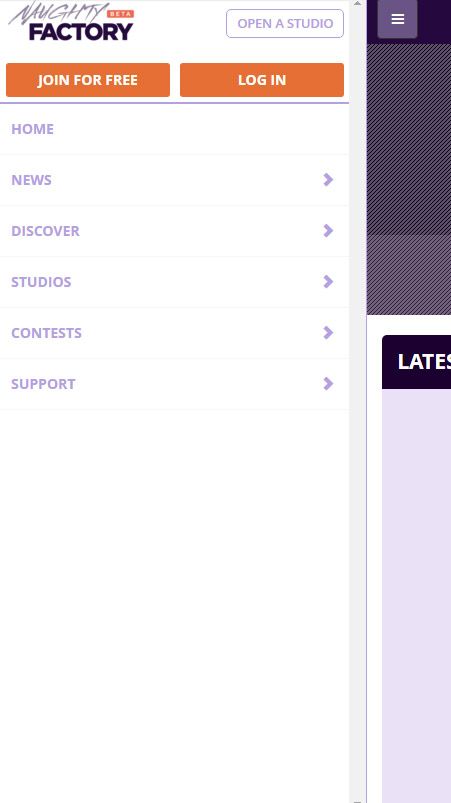 NAUGHTY BETA
FACTORY
OPEN A STUDIO
JOIN FOR FREE
LOG IN
HOME
NEWS
DISCOVER
STUDIOS
CONTESTS
SUPPORT
LATES